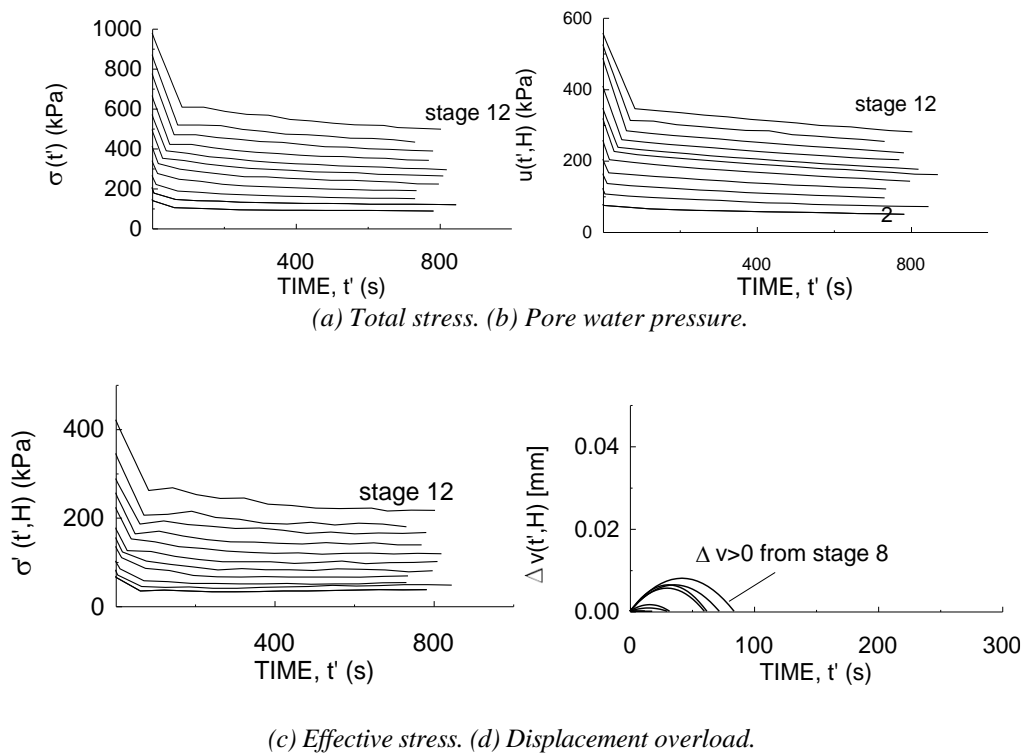 1000
800
600
400
200
0
σ (t') (kPa)
stage 12
400 800
TIME, t' (s)
600
400
200
0
u(t',H) (kPa)
stage 12
2
400 800
TIME, t' (s)
(a) Total stress. (b) Pore water pressure.
400
200
0
σ' (t',H) (kPa)
stage 12
400 800
TIME, t' (s)
0.04
0.02
0.00
Δ v(t',H) [mm]
Δ v>0 from stage 8
0 100 200 300
TIME, t' (s)
(c) Effective stress. (d) Displacement overload.